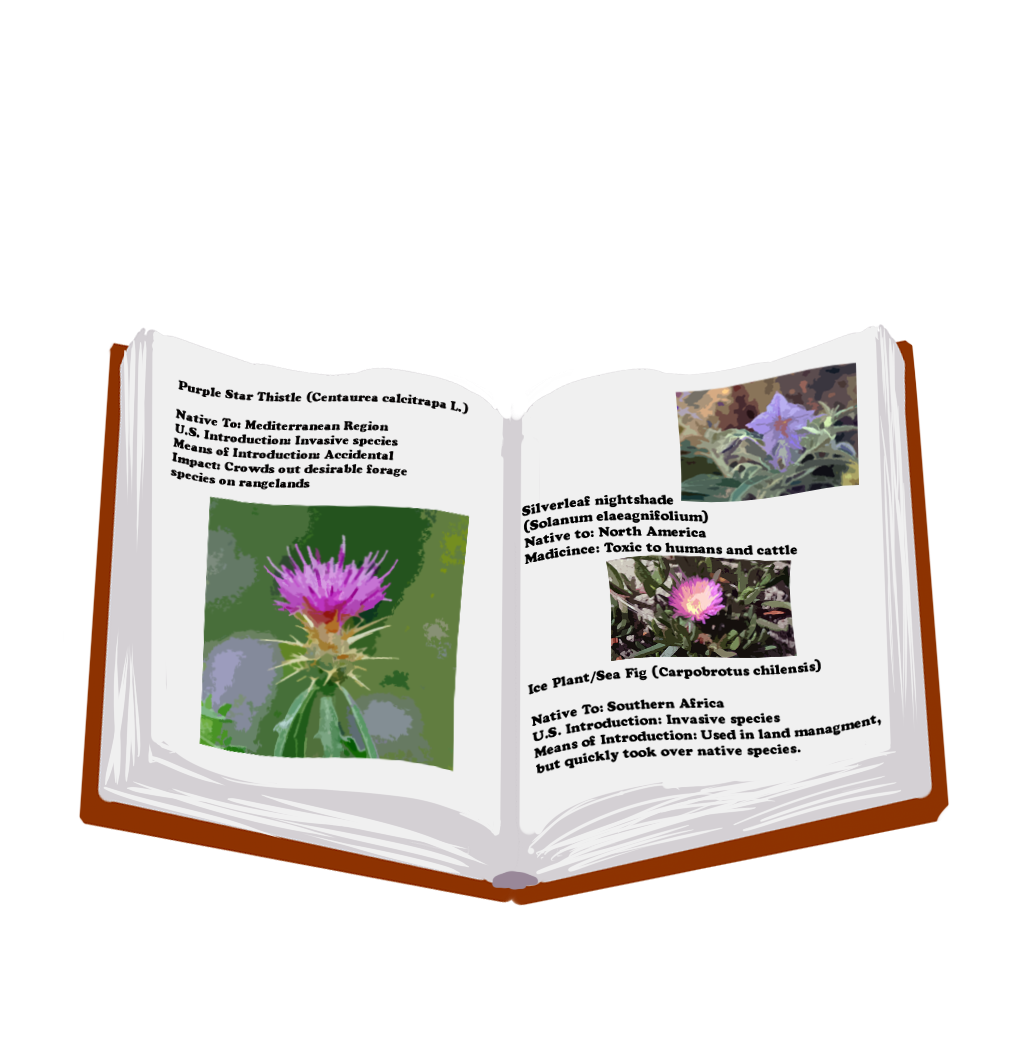 Purple Star Thistle (Centaurea calcitrapa L.)
Native To: Mediterranean Region
U.S. Introduction: Invasive species
Means of Introduction: Accidental
Impact: Crowds out desirable forage
species on rangelands
Silverleaf nightshade
(Solanum elaeagnifolium)
Native to: North America
Madicince: Toxic to humans and cattle
Ice Plant/Sea Fig (Carpobrotus chilensis)
Native To: Southern Africa
U.S. Introduction: Invasive species
Means of Introduction: Used in land managment,
but quickly took over native species.